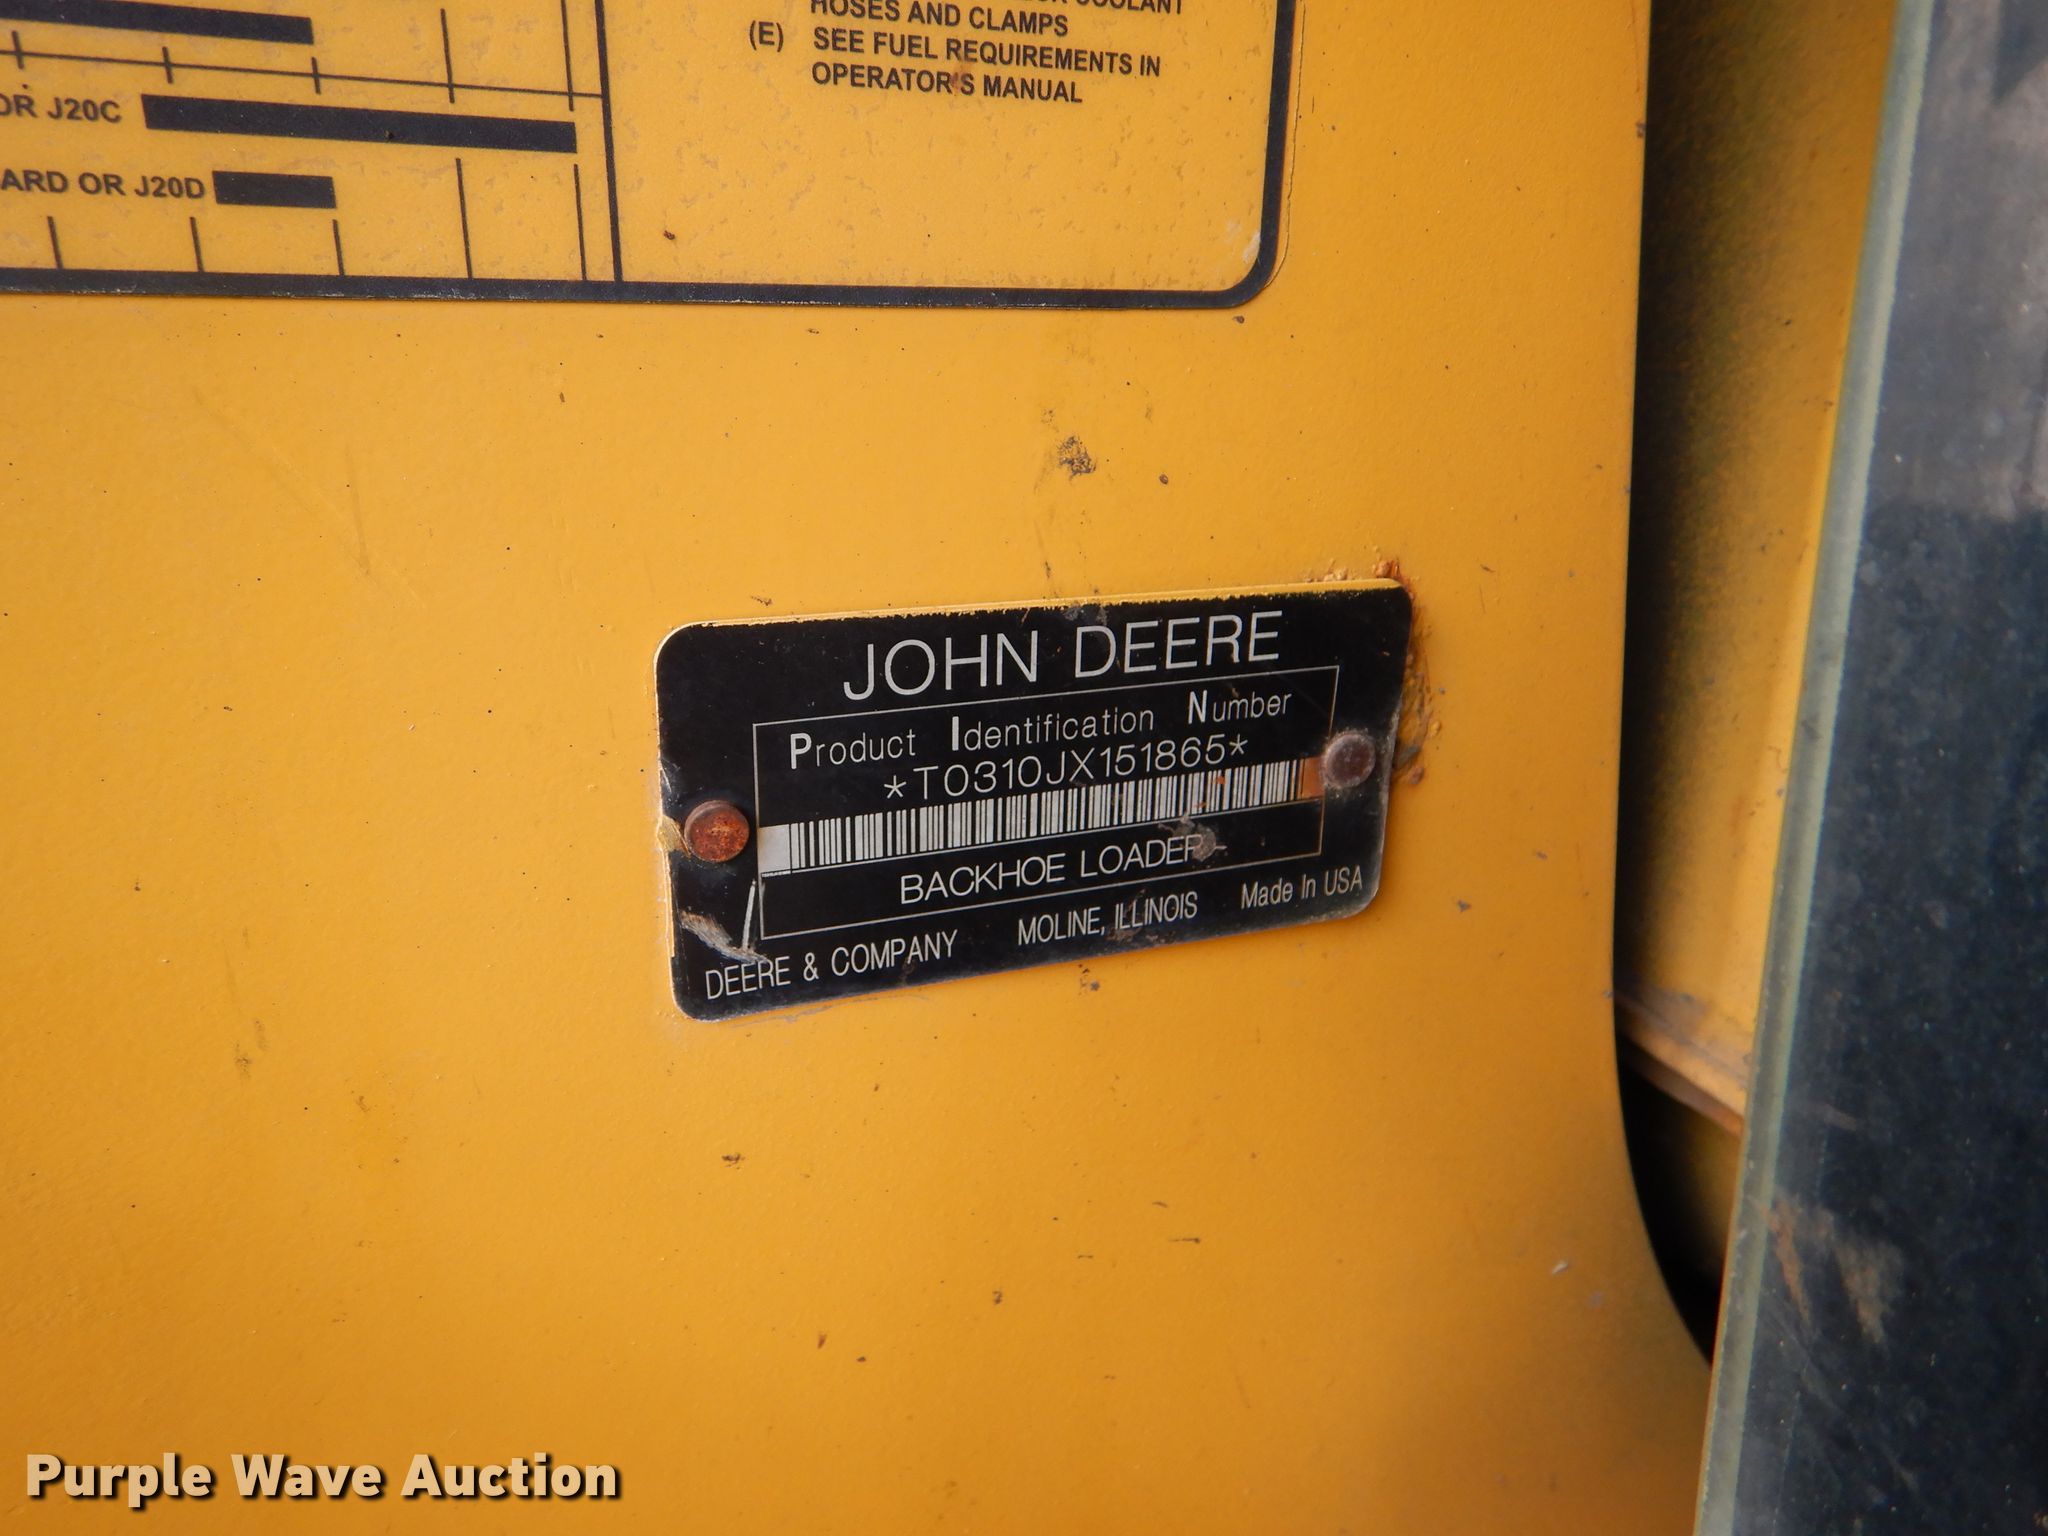 HOSES AND CLAMPS
(E) SEE FUEL REQUIREMENTS IN
OPERATOR'S MANUAL
OR J20C
ARD OR J20D
JOHN DEERE
Product Identification Number
*T0310JX151865*
BACKHOE LOADER
DEERE & COMPANY MOLINE, ILLINOIS Made In USA
Purple Wave Auction